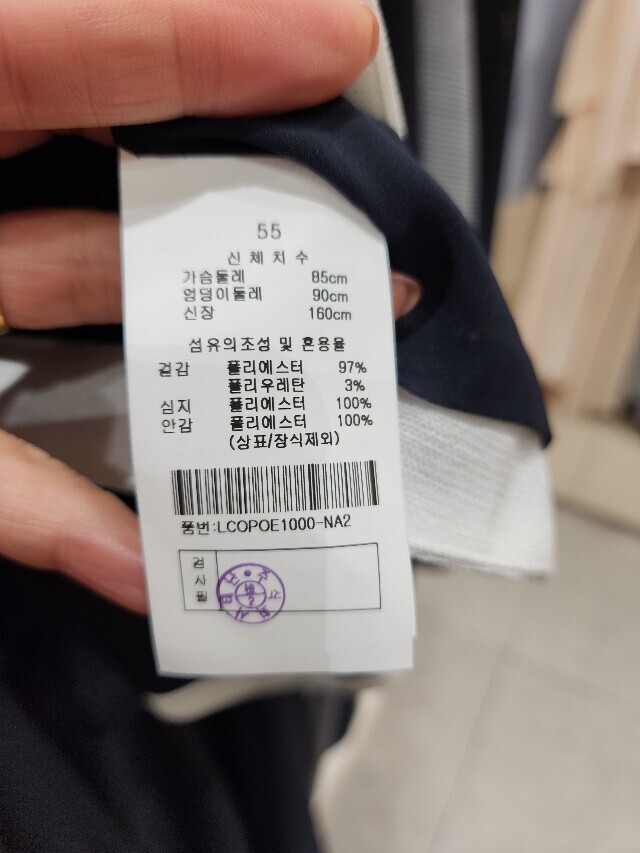 55
신체치수
가슴둘레 85cm
엉덩이둘레 90cm
신장 160cm
섬유의조성 및 혼용율
겉감 폴리에스터 97%
폴리우레탄 3%
심지 폴리에스터 100%
안감 폴리에스터 100%
(상표/장식제외)
품번:LCOPOE1000-NA2
검사필